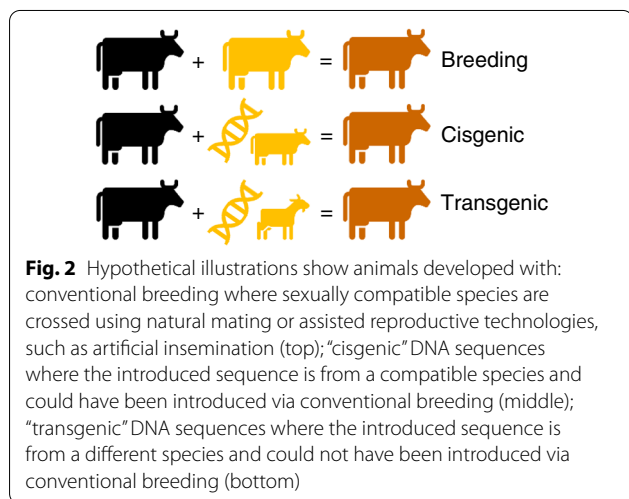 + = Breeding
+ = Cisgenic
+ = Transgenic
Fig. 2 Hypothetical illustrations show animals developed with:
conventional breeding where sexually compatible species are
crossed using natural mating or assisted reproductive technologies,
such as artificial insemination (top); “cisgenic” DNA sequences
where the introduced sequence is from a compatible species and
could have been introduced via conventional breeding (middle);
“transgenic” DNA sequences where the introduced sequence is
from a different species and could not have been introduced via
conventional breeding (bottom)